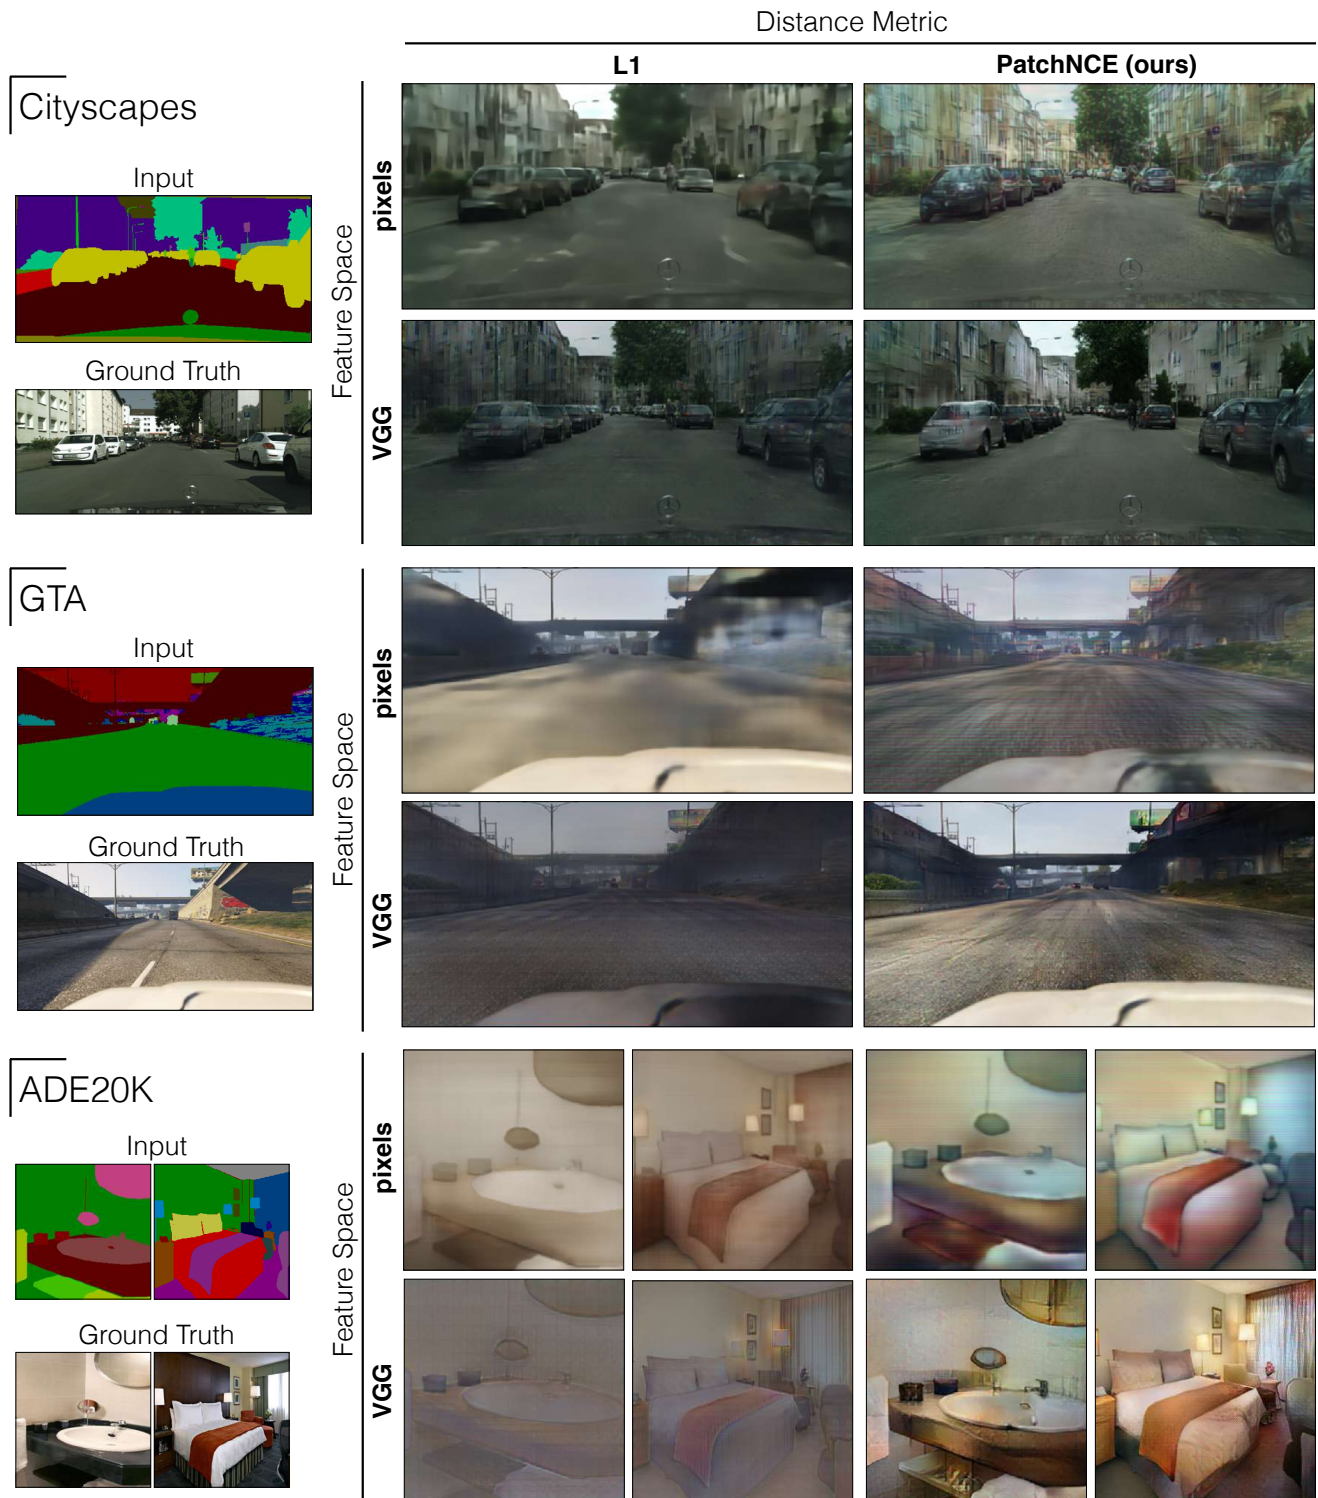 Distance Metric
L1
PatchNCE (ours)
Cityscapes
Input
Ground Truth
Feature Space
pixels
VGG
GTA
Input
Ground Truth
Feature Space
pixels
VGG
ADE20K
Input
Ground Truth
Feature Space
pixels
VGG